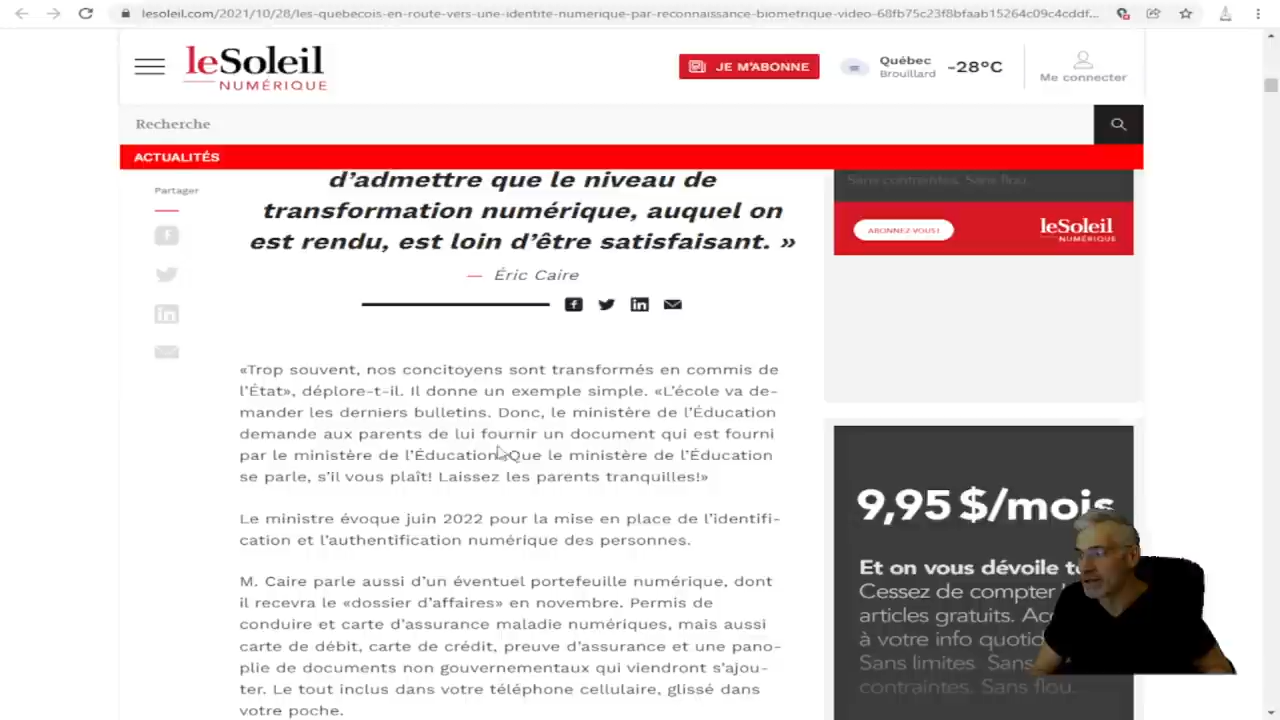 lesoleil.com/2021/10/28/les-quebecois-en-route-vers-une-identite-numerique-par-reconnaissance-biometrique-video-68fb75c23f8bfaab15264c09c4cddf...
leSoleil
NUMÉRIQUE
JE M'ABONNE
Québec
Brouillard
-28°C
Me connecter
Recherche
ACTUALITÉS
Partager
d'admettre que le niveau de
transformation numérique, auquel on
est rendu, est loin d'être satisfaisant. »
— Éric Caire
«Trop souvent, nos concitoyens sont transformés en commis de
l'État», déplore-t-il. Il donne un exemple simple. «L'école va de-
mander les derniers bulletins. Donc, le ministère de l'Éducation
demande aux parents de lui fournir un document qui est fourni
par le ministère de l'Éducation. Que le ministère de l'Éducation
se parle, s'il vous plaît! Laissez les parents tranquilles!»
Le ministre évoque juin 2022 pour la mise en place de l'identifi-
cation et l'authentification numérique des personnes.
M. Caire parle aussi d'un éventuel portefeuille numérique, dont
il recevra le «dossier d'affaires» en novembre. Permis de
conduire et carte d'assurance maladie numériques, mais aussi
carte de débit, carte de crédit, preuve d'assurance et une pano-
plie de documents non gouvernementaux qui viendront s'ajou-
ter. Le tout inclus dans votre téléphone cellulaire, glissé dans
votre poche.
Sans contraintes. Sans flou.
ABONNEZ-VOUS!
leSoleil
NUMÉRIQUE
9,95 $/mois
Et on vous dévoile
Cessez de compter
articles gratuits.
à votre info
Sans limites Sans
contraintes. Sans flou.